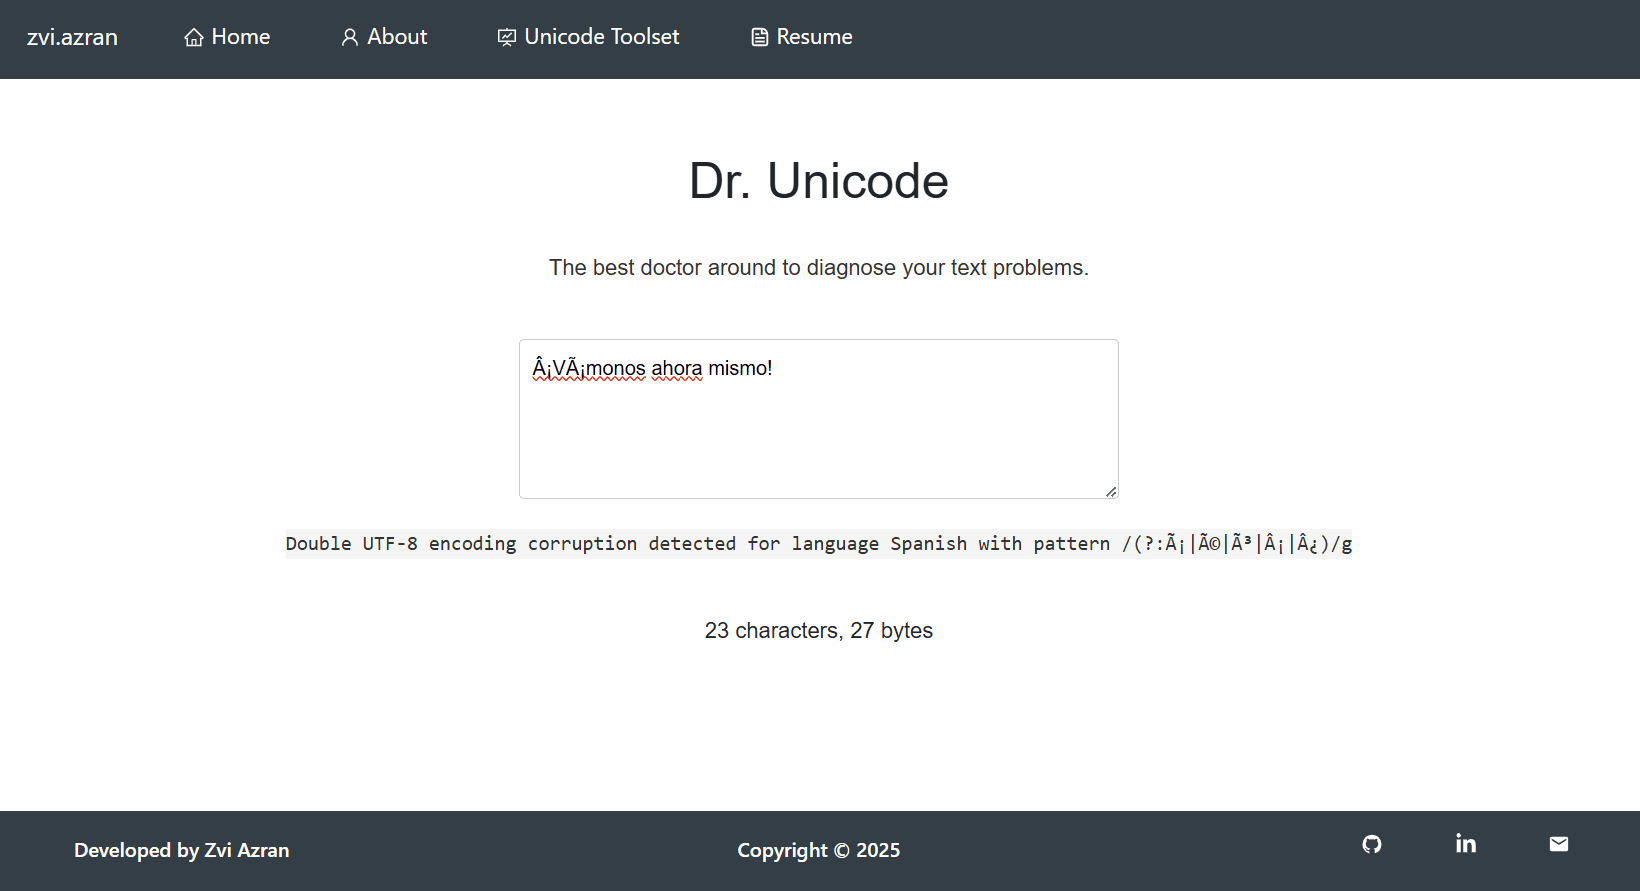 zvi.azran Home About Unicode Toolset Resume
Dr. Unicode
The best doctor around to diagnose your text problems.
Â¡VÃ¡monos ahora mismo!
Double UTF-8 encoding corruption detected for language Spanish with pattern /(?:Ã¡|Ã©|Ã³|Â¡|Â¿)/g
23 characters, 27 bytes
Developed by Zvi Azran Copyright © 2025